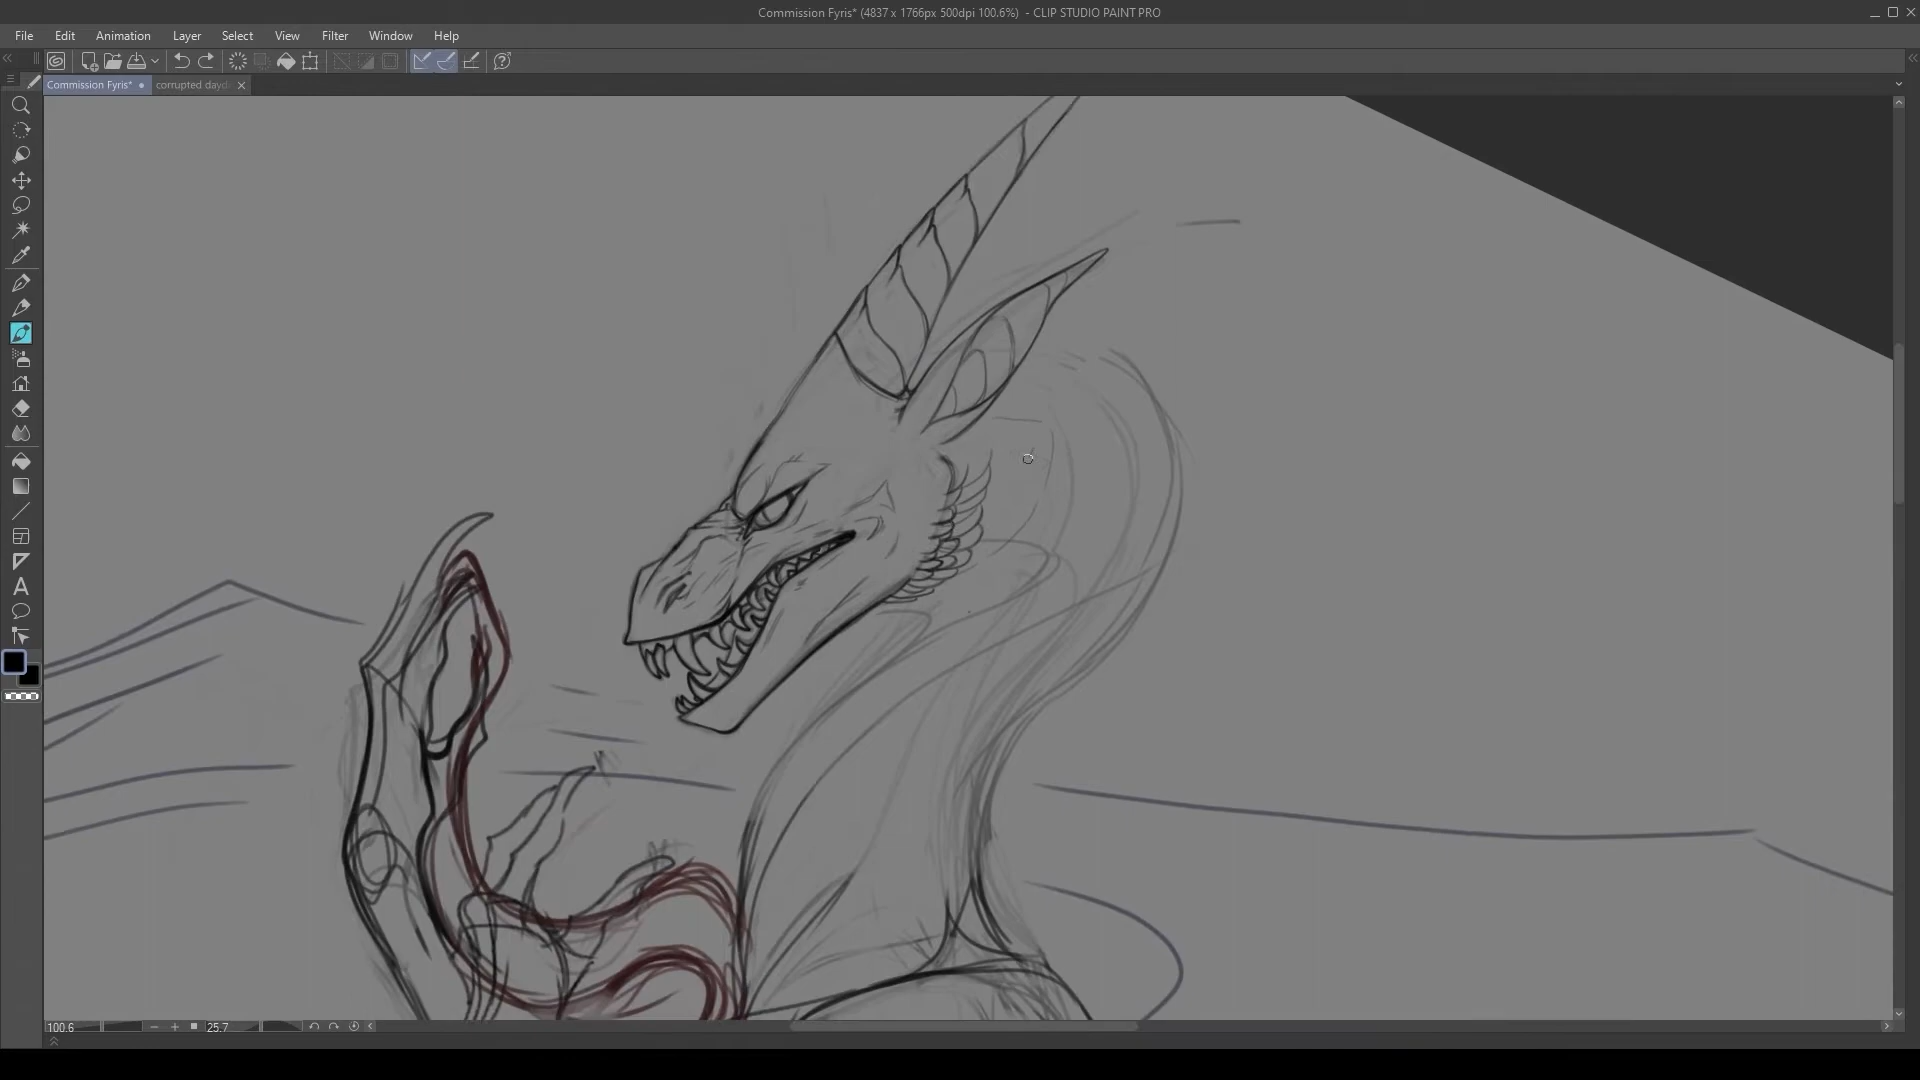 Commission Fyris* (4837 x 1766px 500dpi 100.6%) - CLIP STUDIO PAINT PRO
File Edit Animation Layer Select View Filter Window Help
Commission Fyris* corrupted dayd
A
100.6 25.7